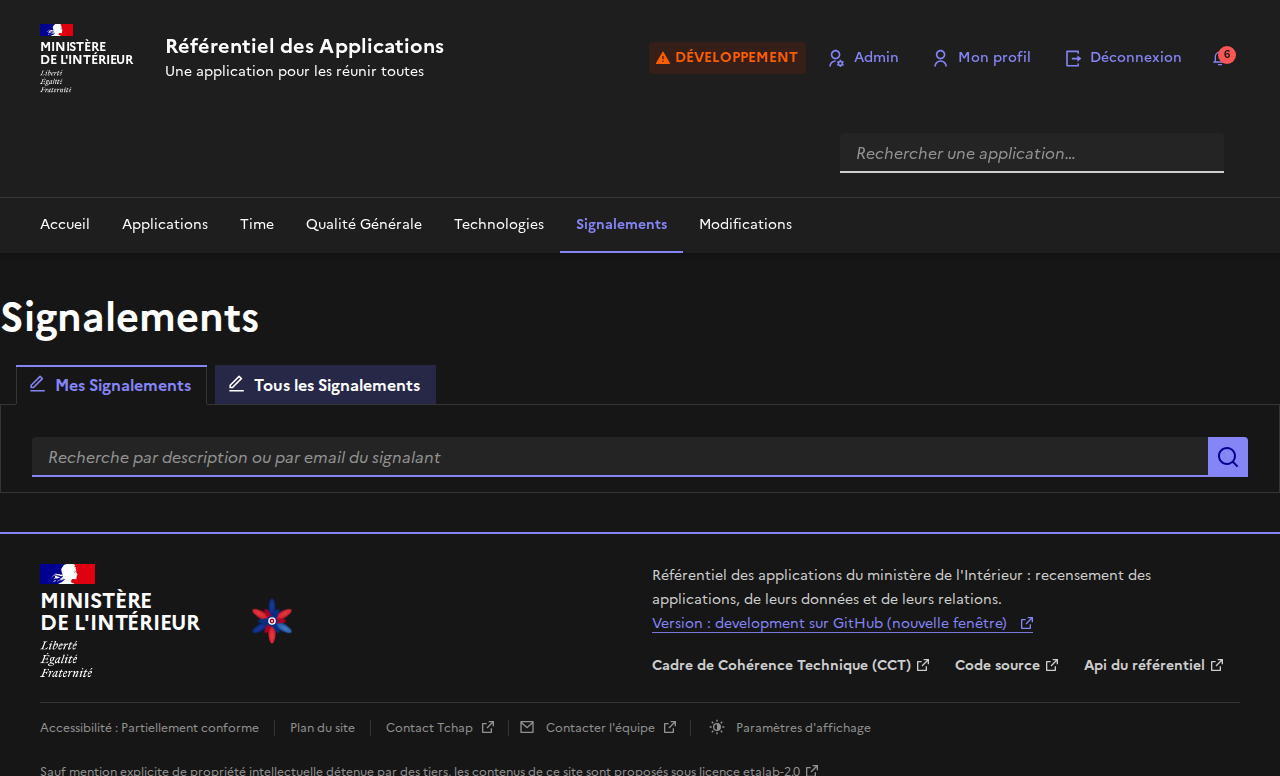 MINISTÈRE
DE L'INTÉRIEUR
Liberté
Égalité
Fraternité
Référentiel des Applications
Une application pour les réunir toutes
DÉVELOPPEMENT
Admin
Mon profil
Déconnexion
6
Rechercher une application…
Accueil
Applications
Time
Qualité Générale
Technologies
Signalements
Modifications
Signalements
Mes Signalements
Tous les Signalements
Recherche par description ou par email du signalant
MINISTÈRE
DE L'INTÉRIEUR
Liberté
Égalité
Fraternité
Référentiel des applications du ministère de l'Intérieur : recensement des
applications, de leurs données et de leurs relations.
Version : development sur GitHub (nouvelle fenêtre)
Cadre de Cohérence Technique (CCT)
Code source
Api du référentiel
Accessibilité : Partiellement conforme
Plan du site
Contact Tchap
Contacter l'équipe
Paramètres d'affichage
Sauf mention explicite de propriété intellectuelle détenue par des tiers, les contenus de ce site sont proposés sous licence etalab-2.0